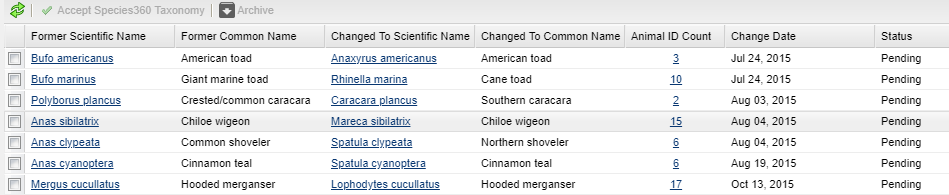 Accept Species360 Taxonomy Archive
Former Scientific Name Former Common Name Changed To Scientific Name Changed To Common Name Animal ID Count Change Date Status
Bufo americanus American toad Anaxyrus americanus American toad 3 Jul 24, 2015 Pending
Bufo marinus Giant marine toad Rhinella marina Cane toad 10 Jul 24, 2015 Pending
Polyborus plancus Crested/common caracara Caracara plancus Southern caracara 2 Aug 03, 2015 Pending
Anas sibilatrix Chiloe wigeon Mareca sibilatrix Chiloe wigeon 15 Aug 04, 2015 Pending
Anas clypeata Common shoveler Spatula clypeata Northern shoveler 6 Aug 04, 2015 Pending
Anas cyanoptera Cinnamon teal Spatula cyanoptera Cinnamon teal 6 Aug 19, 2015 Pending
Mergus cucullatus Hooded merganser Lophodytes cucullatus Hooded merganser 17 Oct 13, 2015 Pending